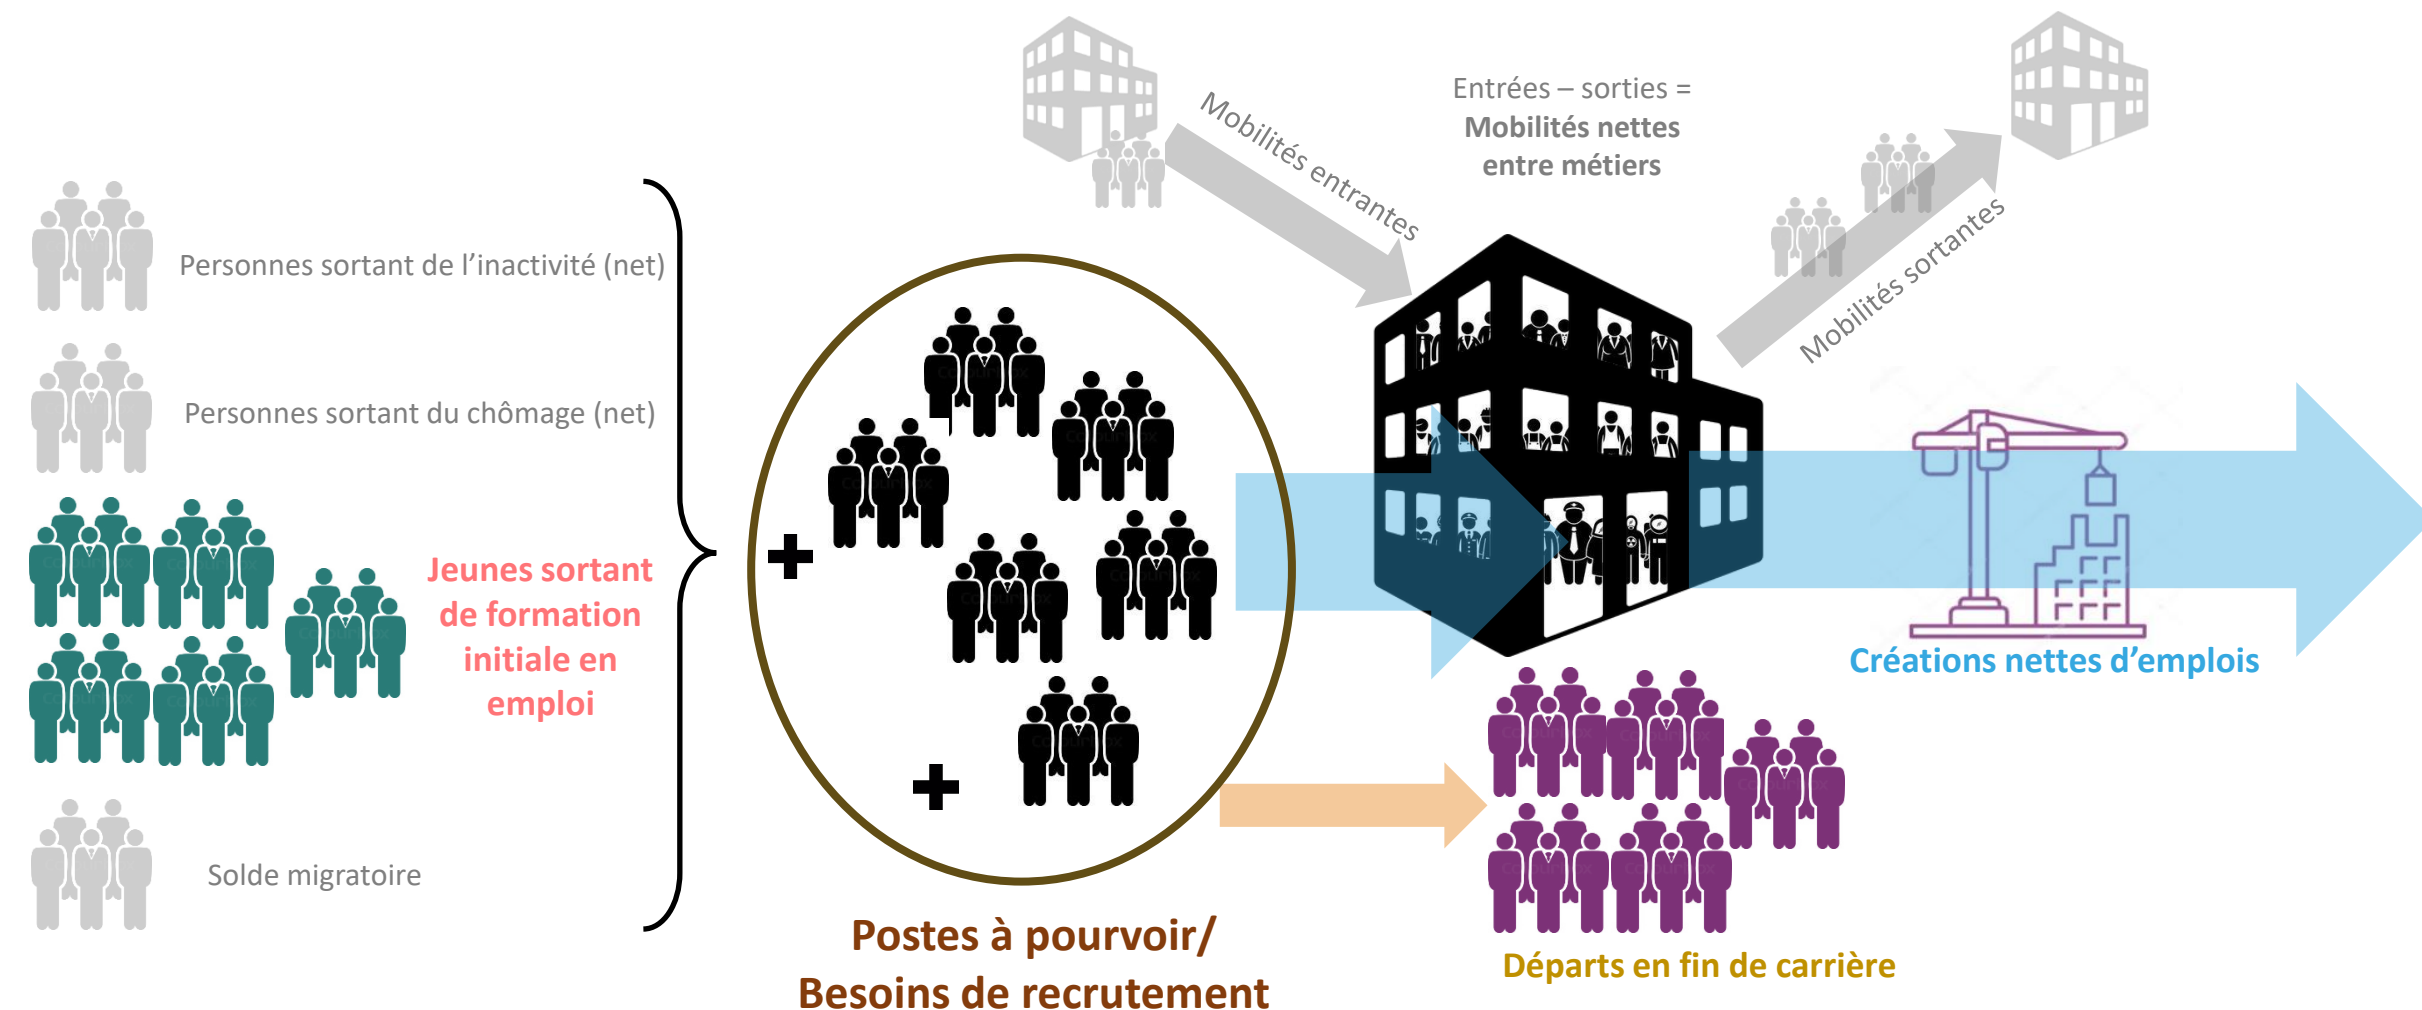 Personnes sortant de l’inactivité (net)
Personnes sortant du chômage (net)
Jeunes sortant
de formation
initiale en
emploi
Solde migratoire
Postes à pourvoir/
Besoins de recrutement
Mobilités entrantes
Entrées – sorties =
Mobilités nettes
entre métiers
Mobilités sortantes
Créations nettes d’emplois
Départs en fin de carrière